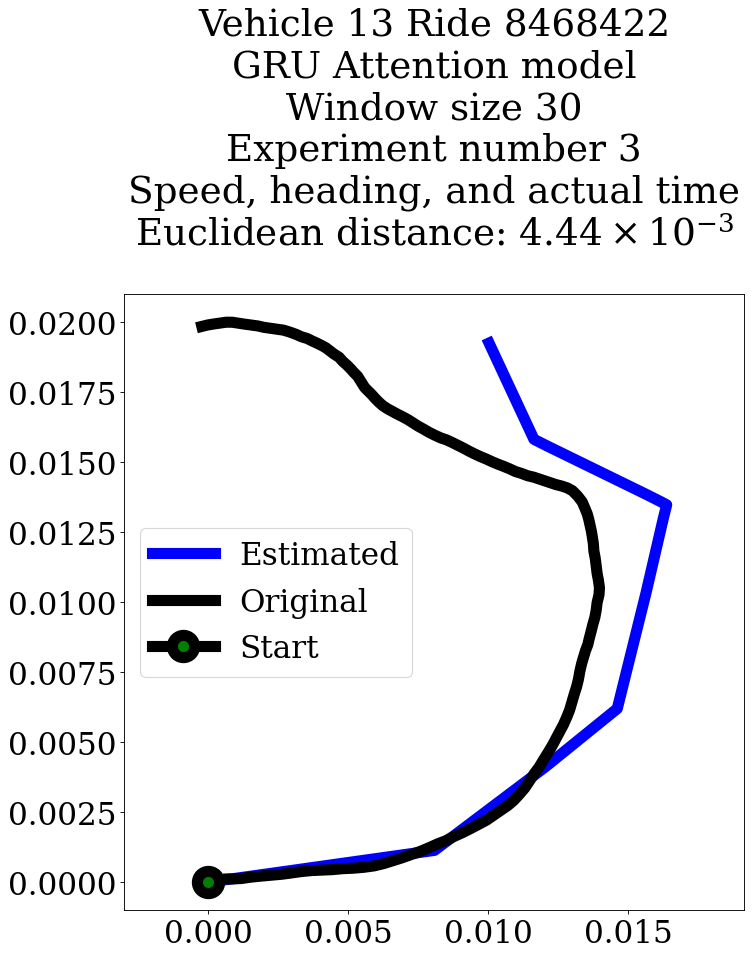 Vehicle 13 Ride 8468422
GRU Attention model
Window size 30
Experiment number 3
Speed, heading, and actual time
Euclidean distance: 4.44 × 10⁻³
0.0200
0.0175
0.0150
0.0125
0.0100
0.0075
0.0050
0.0025
0.0000
Estimated
Original
Start
0.000 0.005 0.010 0.015